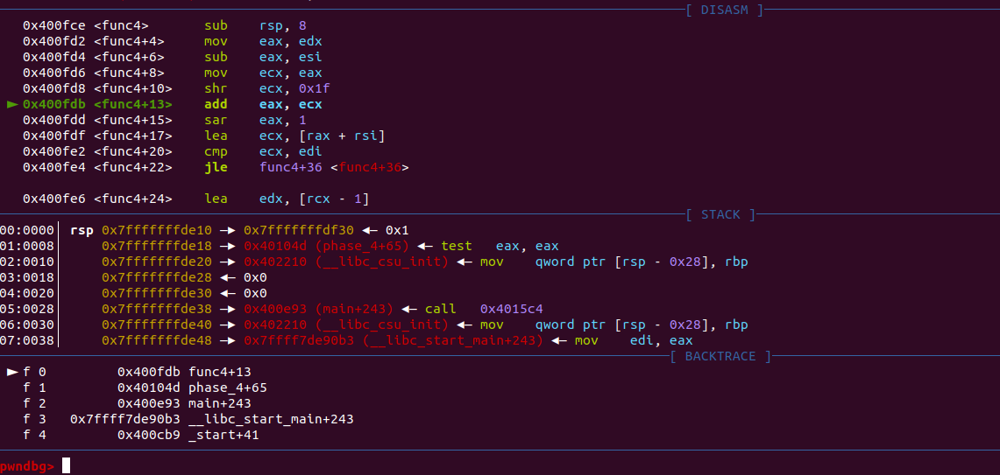 [ DISASM ]
0x400fce <func4> sub rsp, 8
0x400fd2 <func4+4> mov eax, edx
0x400fd4 <func4+6> sub eax, esi
0x400fd6 <func4+8> mov ecx, eax
0x400fd8 <func4+10> shr ecx, 0x1f
► 0x400fdb <func4+13> add eax, ecx
0x400fdd <func4+15> sar eax, 1
0x400fdf <func4+17> lea ecx, [rax + rsi]
0x400fe2 <func4+20> cmp ecx, edi
0x400fe4 <func4+22> jle func4+36 <func4+36>
0x400fe6 <func4+24> lea edx, [rcx - 1]
[ STACK ]
00:0000│ rsp 0x7fffffffde10 —► 0x7fffffffdf30 ◄— 0x1
01:0008│ 0x7fffffffde18 —► 0x40104d (phase_4+65) ◄— test eax, eax
02:0010│ 0x7fffffffde20 —► 0x402210 (__libc_csu_init) ◄— mov qword ptr [rsp - 0x28], rbp
03:0018│ 0x7fffffffde28 ◄— 0x0
04:0020│ 0x7fffffffde30 ◄— 0x0
05:0028│ 0x7fffffffde38 —► 0x400e93 (main+243) ◄— call 0x4015c4
06:0030│ 0x7fffffffde40 —► 0x402210 (__libc_csu_init) ◄— mov qword ptr [rsp - 0x28], rbp
07:0038│ 0x7fffffffde48 —► 0x7ffff7de90b3 (__libc_start_main+243) ◄— mov edi, eax
[ BACKTRACE ]
► f 0 0x400fdb func4+13
f 1 0x40104d phase_4+65
f 2 0x400e93 main+243
f 3 0x7ffff7de90b3 __libc_start_main+243
f 4 0x400cb9 _start+41
pwndbg>